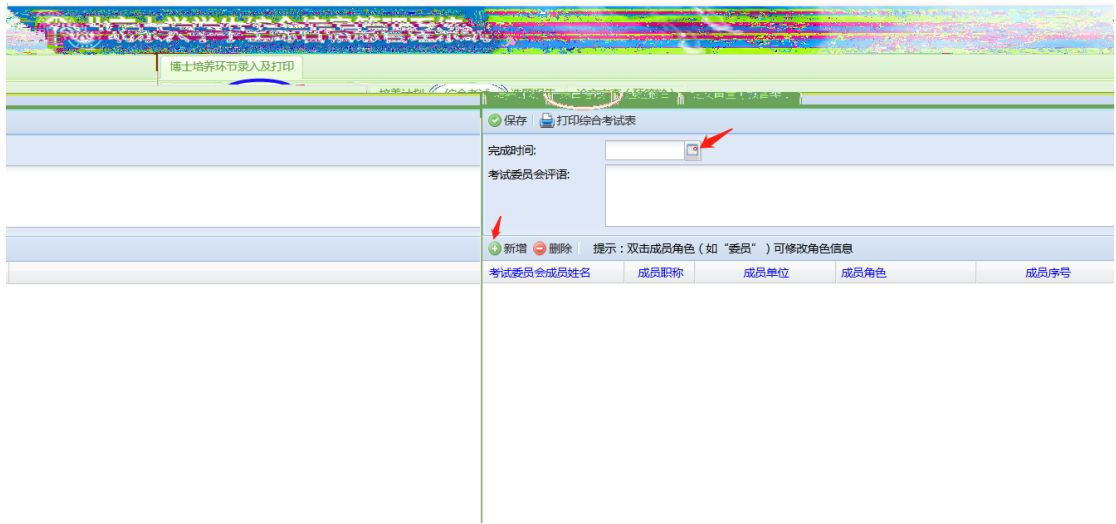 博士培养环节录入及打印
保存 打印综合考试表
完成时间:
考试委员会评语:
新增 删除 提示：双击成员角色（如“委员”）可修改角色信息
考试委员会成员姓名 成员职称 成员单位 成员角色 成员序号